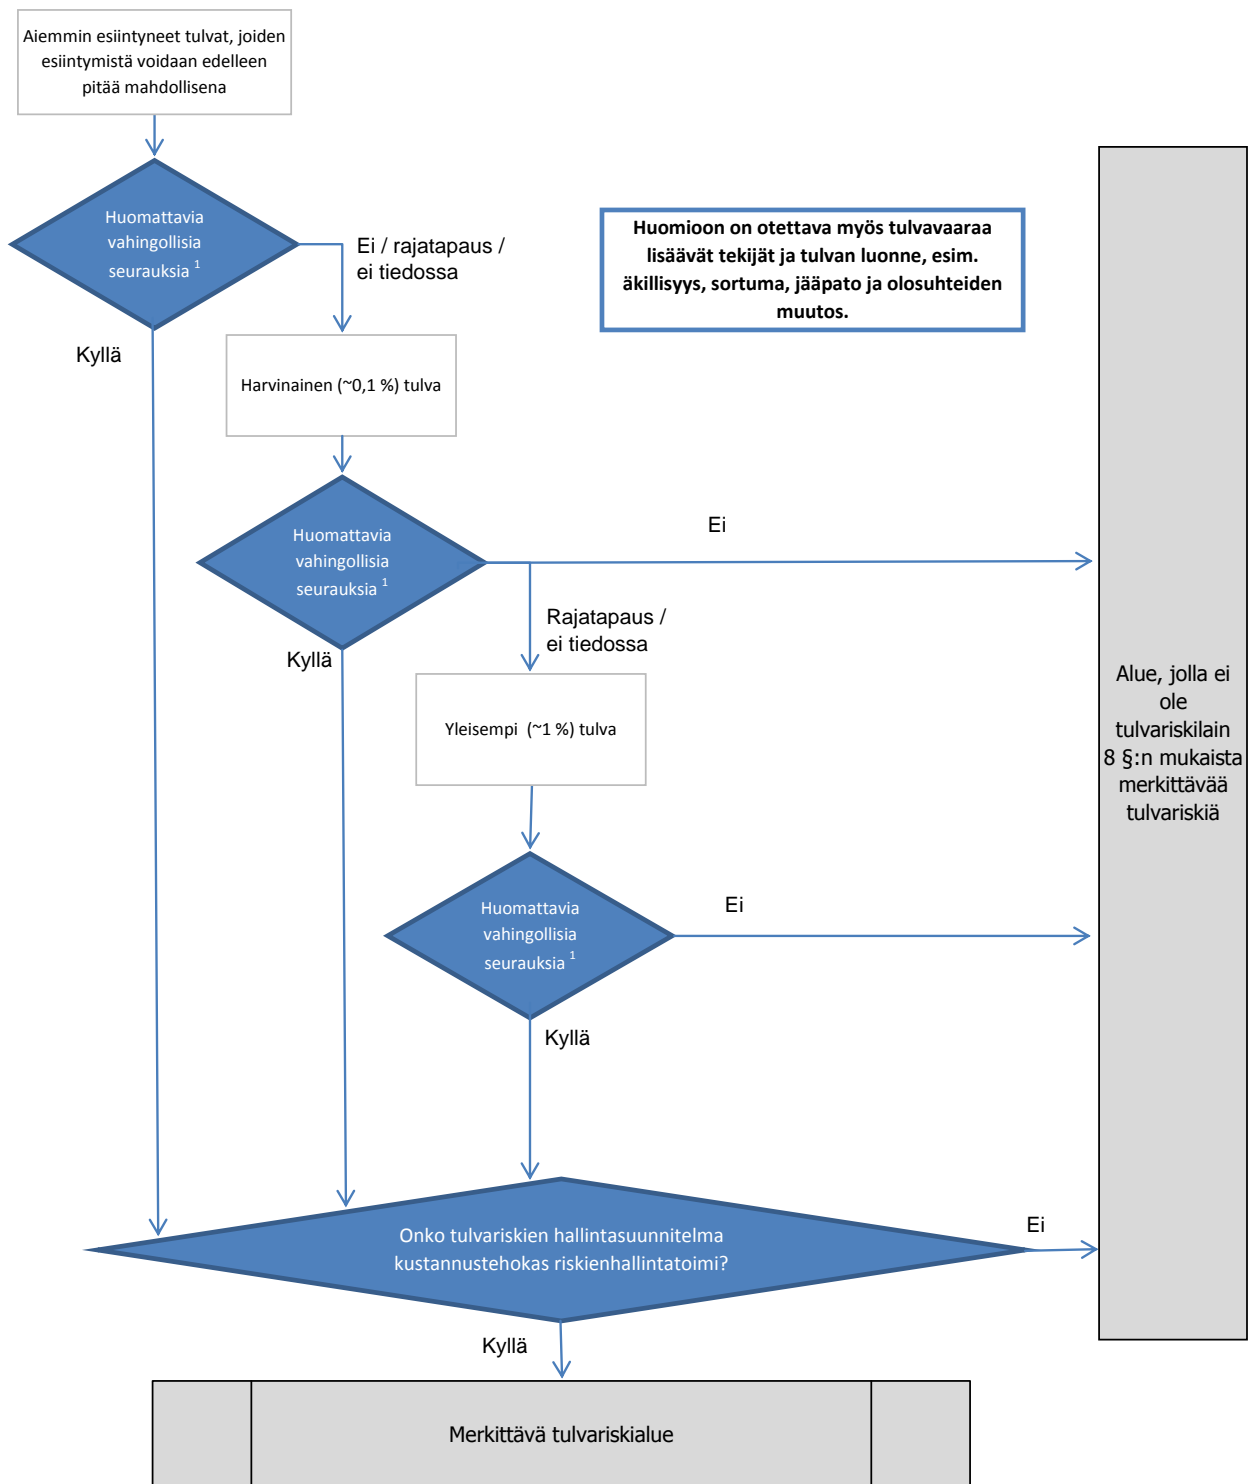 Aiemmin esiintyneet tulvat, joiden
esiintymistä voidaan edelleen
pitää mahdollisena
Huomattavia
vahingollisia
seurauksia 1
Ei / rajatapaus /
ei tiedossa
Huomioon on otettava myös tulvavaaraa
lisäävät tekijät ja tulvan luonne, esim.
äkillisyys, sortuma, jääpato ja olosuhteiden
muutos.
Kyllä
Harvinainen (~0,1 %) tulva
Huomattavia
vahingollisia
seurauksia 1
Ei
Rajatapaus /
ei tiedossa
Kyllä
Yleisempi (~1 %) tulva
Alue, jolla ei
ole
tulvariskilain
8 §:n mukaista
merkittävää
tulvariskiä
Huomattavia
vahingollisia
seurauksia 1
Ei
Kyllä
Onko tulvariskien hallintasuunnitelma
kustannustehokas riskienhallintatoimi?
Ei
Kyllä
Merkittävä tulvariskialue